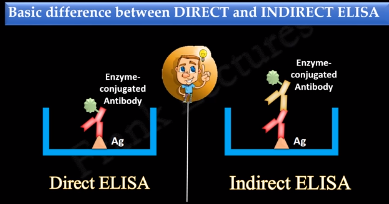 Basic difference between DIRECT and INDIRECT ELISA
Enzyme-
conjugated
Antibody
Ag
Direct ELISA
Enzyme-
conjugated
Antibody
Ag
Indirect ELISA